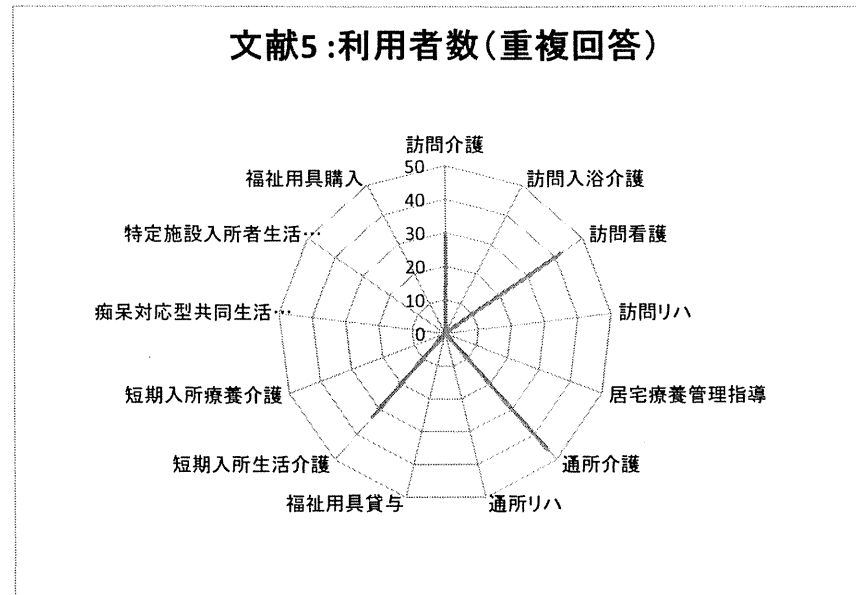 文献5:利用者数(重複回答)
訪問介護
訪問入浴介護
訪問看護
訪問リハ
居宅療養管理指導
通所介護
通所リハ
福祉用具貸与
短期入所生活介護
短期入所療養介護
痴呆対応型共同生活…
特定施設入所者生活…
福祉用具購入
50
40
30
20
10
0